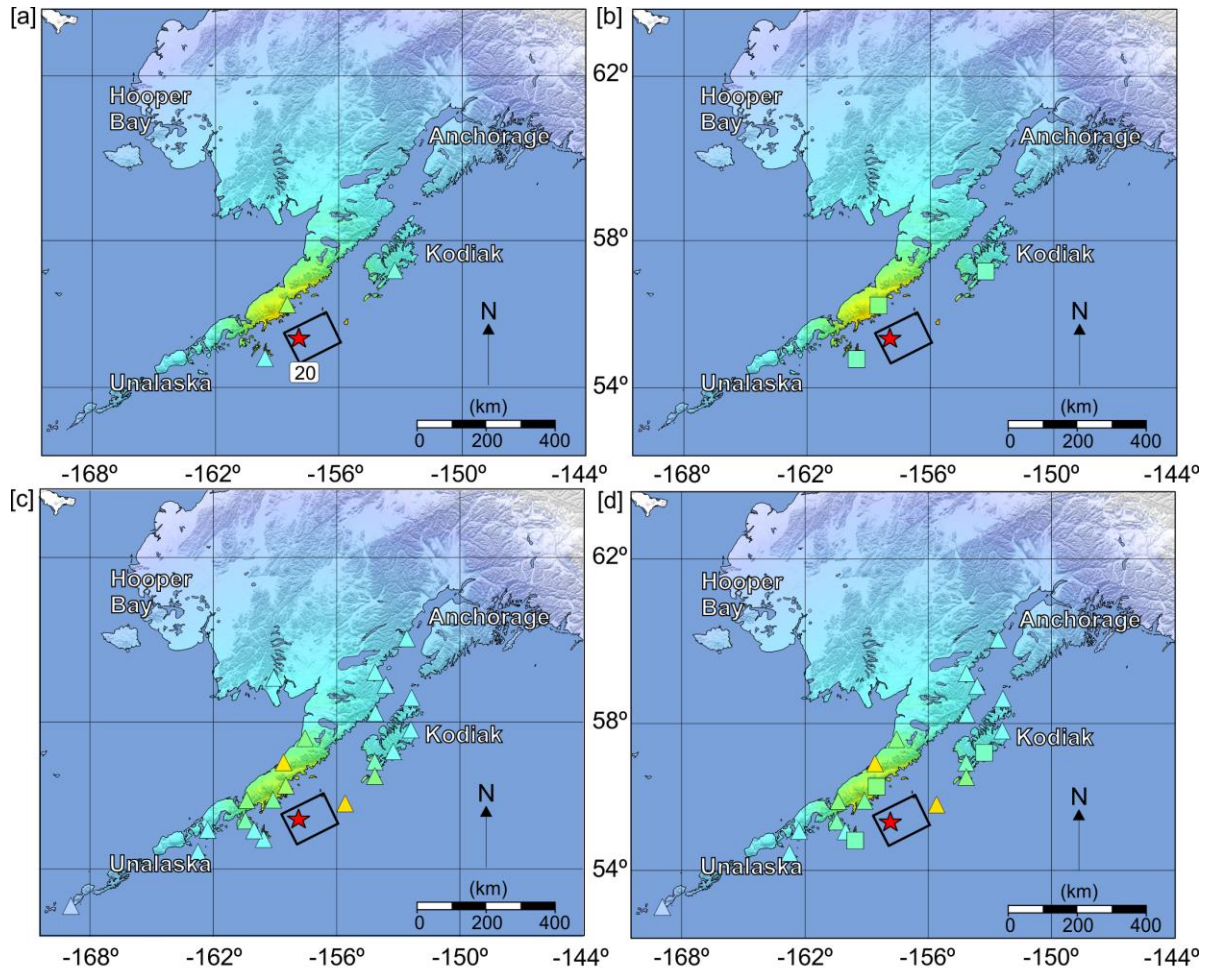 [a]
Hooper
Bay
Anchorage
Kodiak
N
20
Unalaska
(km)
0 200 400
-168º -162º -156º -150º -144º
[b]
62º
58º
54º
Hooper
Bay
Anchorage
Kodiak
N
Unalaska
(km)
0 200 400
-168º -162º -156º -150º -144º
[c]
Hooper
Bay
Anchorage
Kodiak
N
Unalaska
(km)
0 200 400
-168º -162º -156º -150º -144º
[d]
62º
58º
54º
Hooper
Bay
Anchorage
Kodiak
N
Unalaska
(km)
0 200 400
-168º -162º -156º -150º -144º